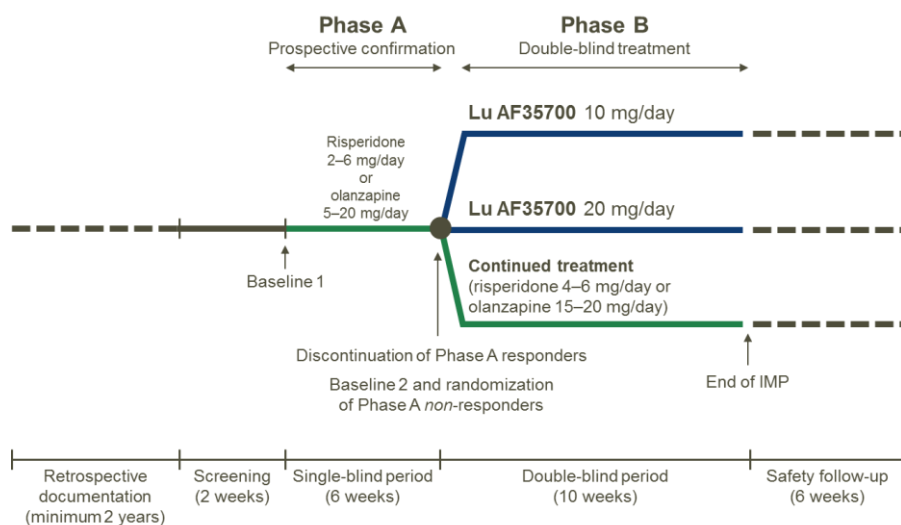 Phase A
Prospective confirmation
Phase B
Double-blind treatment
Risperidone
2–6 mg/day
or
olanzapine
5–20 mg/day
Lu AF35700 10 mg/day
Lu AF35700 20 mg/day
Continued treatment
(risperidone 4–6 mg/day or
olanzapine 15–20 mg/day)
Baseline 1
Discontinuation of Phase A responders
Baseline 2 and randomization
of Phase A non-responders
End of IMP
Retrospective
documentation
(minimum 2 years)
Screening
(2 weeks)
Single-blind period
(6 weeks)
Double-blind period
(10 weeks)
Safety follow-up
(6 weeks)